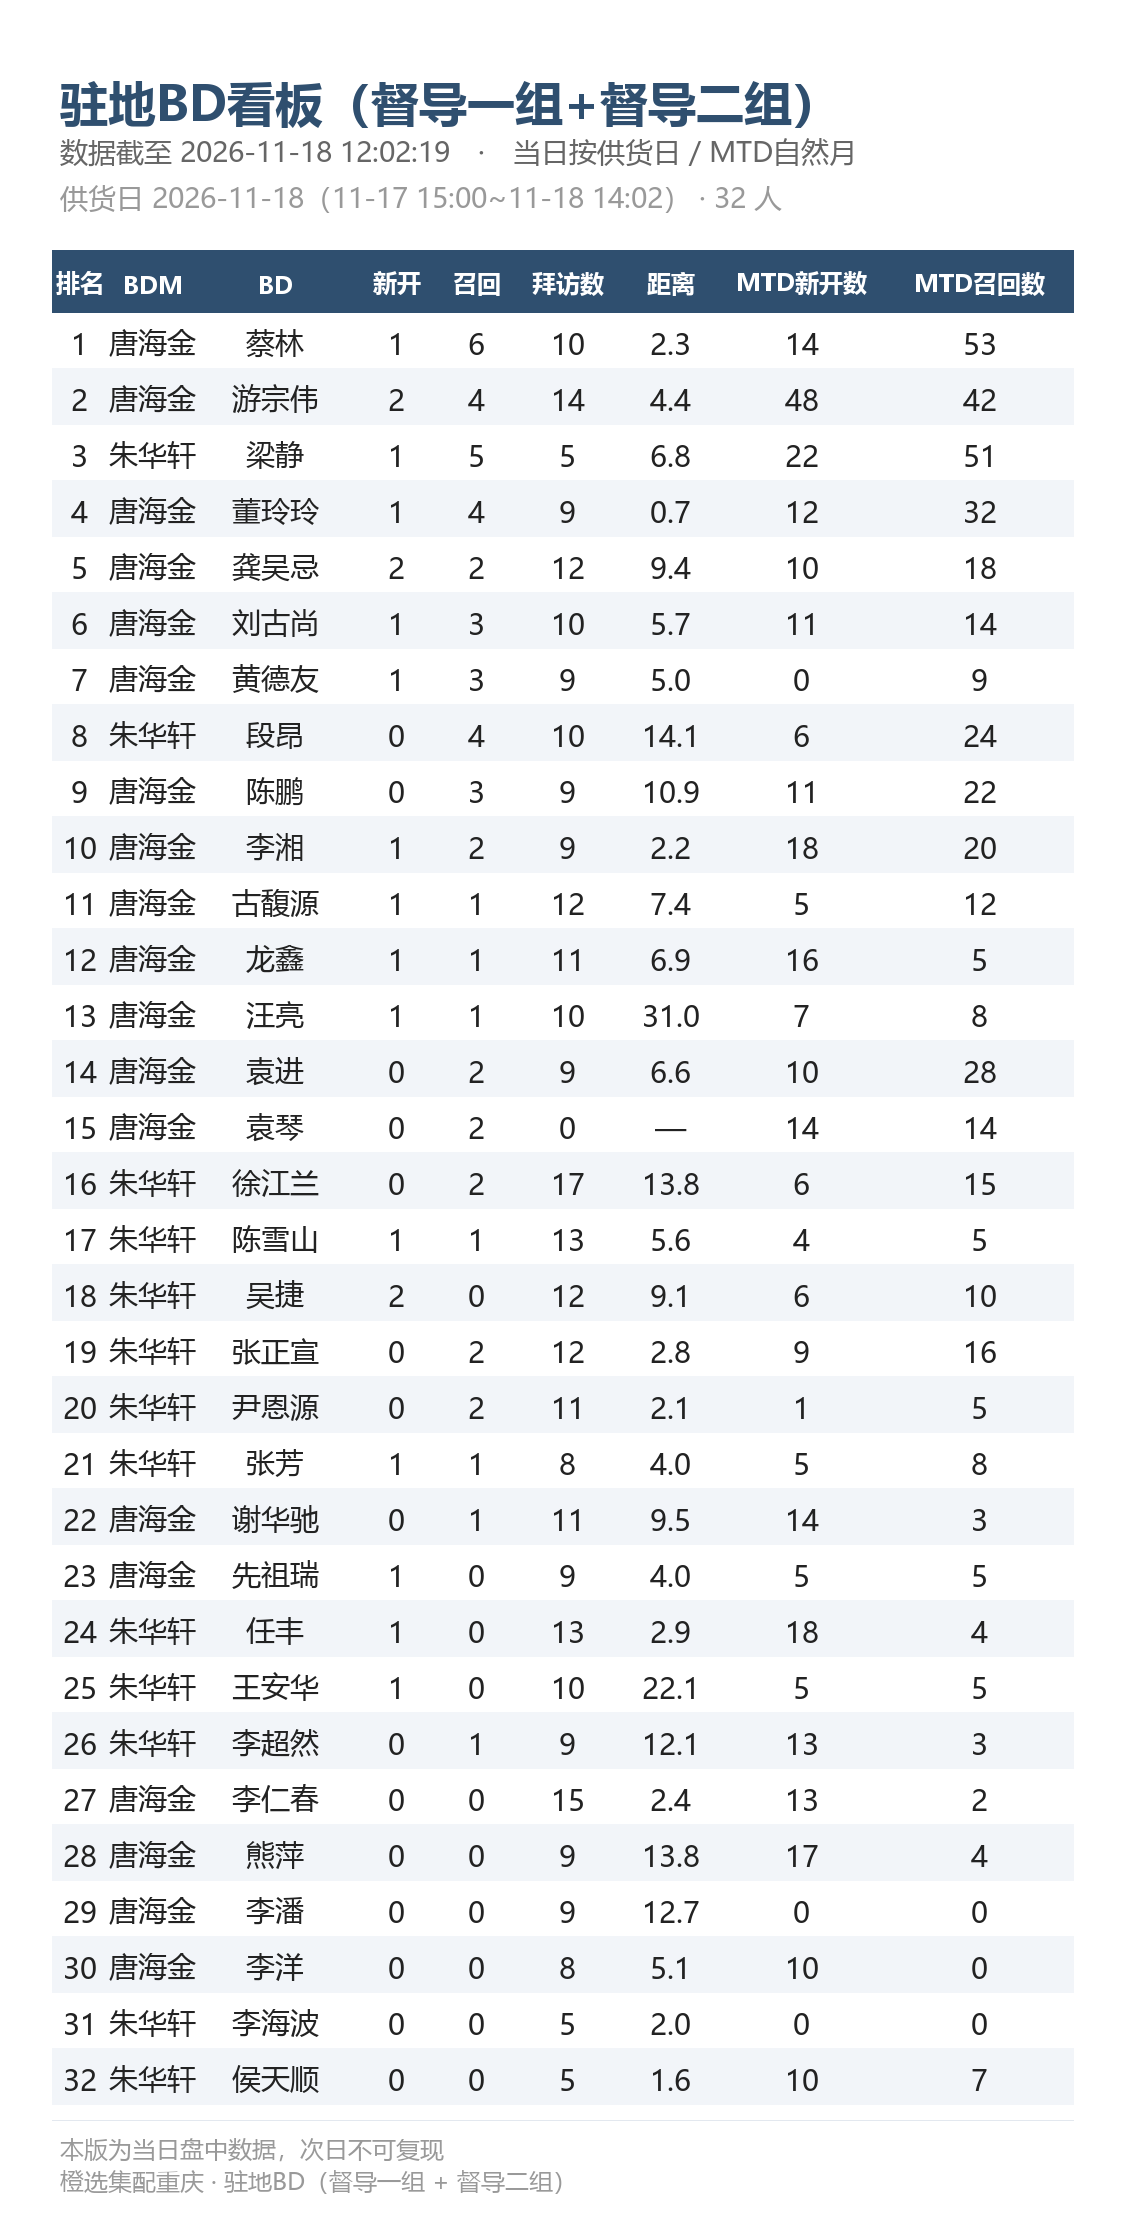 驻地BD看板（督导一组+督导二组）
数据截至 2026-11-18 12:02:19 · 当日按供货日 / MTD自然月
供货日 2026-11-18（11-17 15:00~11-18 14:02） · 32 人
排名 BDM BD 新开 召回 拜访数 距离 MTD新开数 MTD召回数
1 唐海金 蔡林 1 6 10 2.3 14 53
2 唐海金 游宗伟 2 4 14 4.4 48 42
3 朱华轩 梁静 1 5 5 6.8 22 51
4 唐海金 董玲玲 1 4 9 0.7 12 32
5 唐海金 龚吴忌 2 2 12 9.4 10 18
6 唐海金 刘古尚 1 3 10 5.7 11 14
7 唐海金 黄德友 1 3 9 5.0 0 9
8 朱华轩 段昂 0 4 10 14.1 6 24
9 唐海金 陈鹏 0 3 9 10.9 11 22
10 唐海金 李湘 1 2 9 2.2 18 20
11 唐海金 古馥源 1 1 12 7.4 5 12
12 唐海金 龙鑫 1 1 11 6.9 16 5
13 唐海金 汪亮 1 1 10 31.0 7 8
14 唐海金 袁进 0 2 9 6.6 10 28
15 唐海金 袁琴 0 2 0 — 14 14
16 朱华轩 徐江兰 0 2 17 13.8 6 15
17 朱华轩 陈雪山 1 1 13 5.6 4 5
18 朱华轩 吴捷 2 0 12 9.1 6 10
19 朱华轩 张正宣 0 2 12 2.8 9 16
20 朱华轩 尹恩源 0 2 11 2.1 1 5
21 朱华轩 张芳 1 1 8 4.0 5 8
22 唐海金 谢华驰 0 1 11 9.5 14 3
23 唐海金 先祖瑞 1 0 9 4.0 5 5
24 朱华轩 任丰 1 0 13 2.9 18 4
25 朱华轩 王安华 1 0 10 22.1 5 5
26 朱华轩 李超然 0 1 9 12.1 13 3
27 唐海金 李仁春 0 0 15 2.4 13 2
28 唐海金 熊萍 0 0 9 13.8 17 4
29 唐海金 李潘 0 0 9 12.7 0 0
30 唐海金 李洋 0 0 8 5.1 10 0
31 朱华轩 李海波 0 0 5 2.0 0 0
32 朱华轩 侯天顺 0 0 5 1.6 10 7
本版为当日盘中数据，次日不可复现
橙选集配重庆 · 驻地BD（督导一组 + 督导二组）